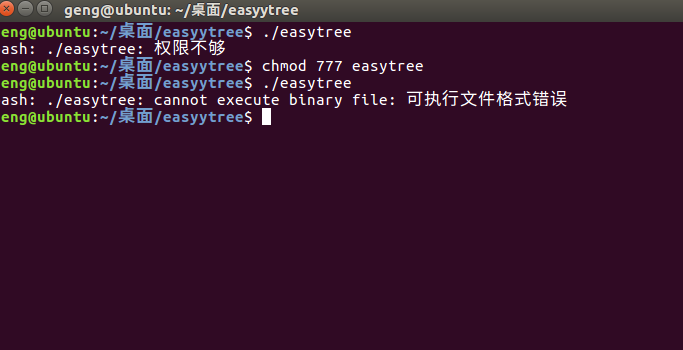 geng@ubuntu: ~/桌面/easyytree
eng@ubuntu:~/桌面/easyytree$ ./easytree
ash: ./easytree: 权限不够
eng@ubuntu:~/桌面/easyytree$ chmod 777 easytree
eng@ubuntu:~/桌面/easyytree$ ./easytree
ash: ./easytree: cannot execute binary file: 可执行文件格式错误
eng@ubuntu:~/桌面/easyytree$